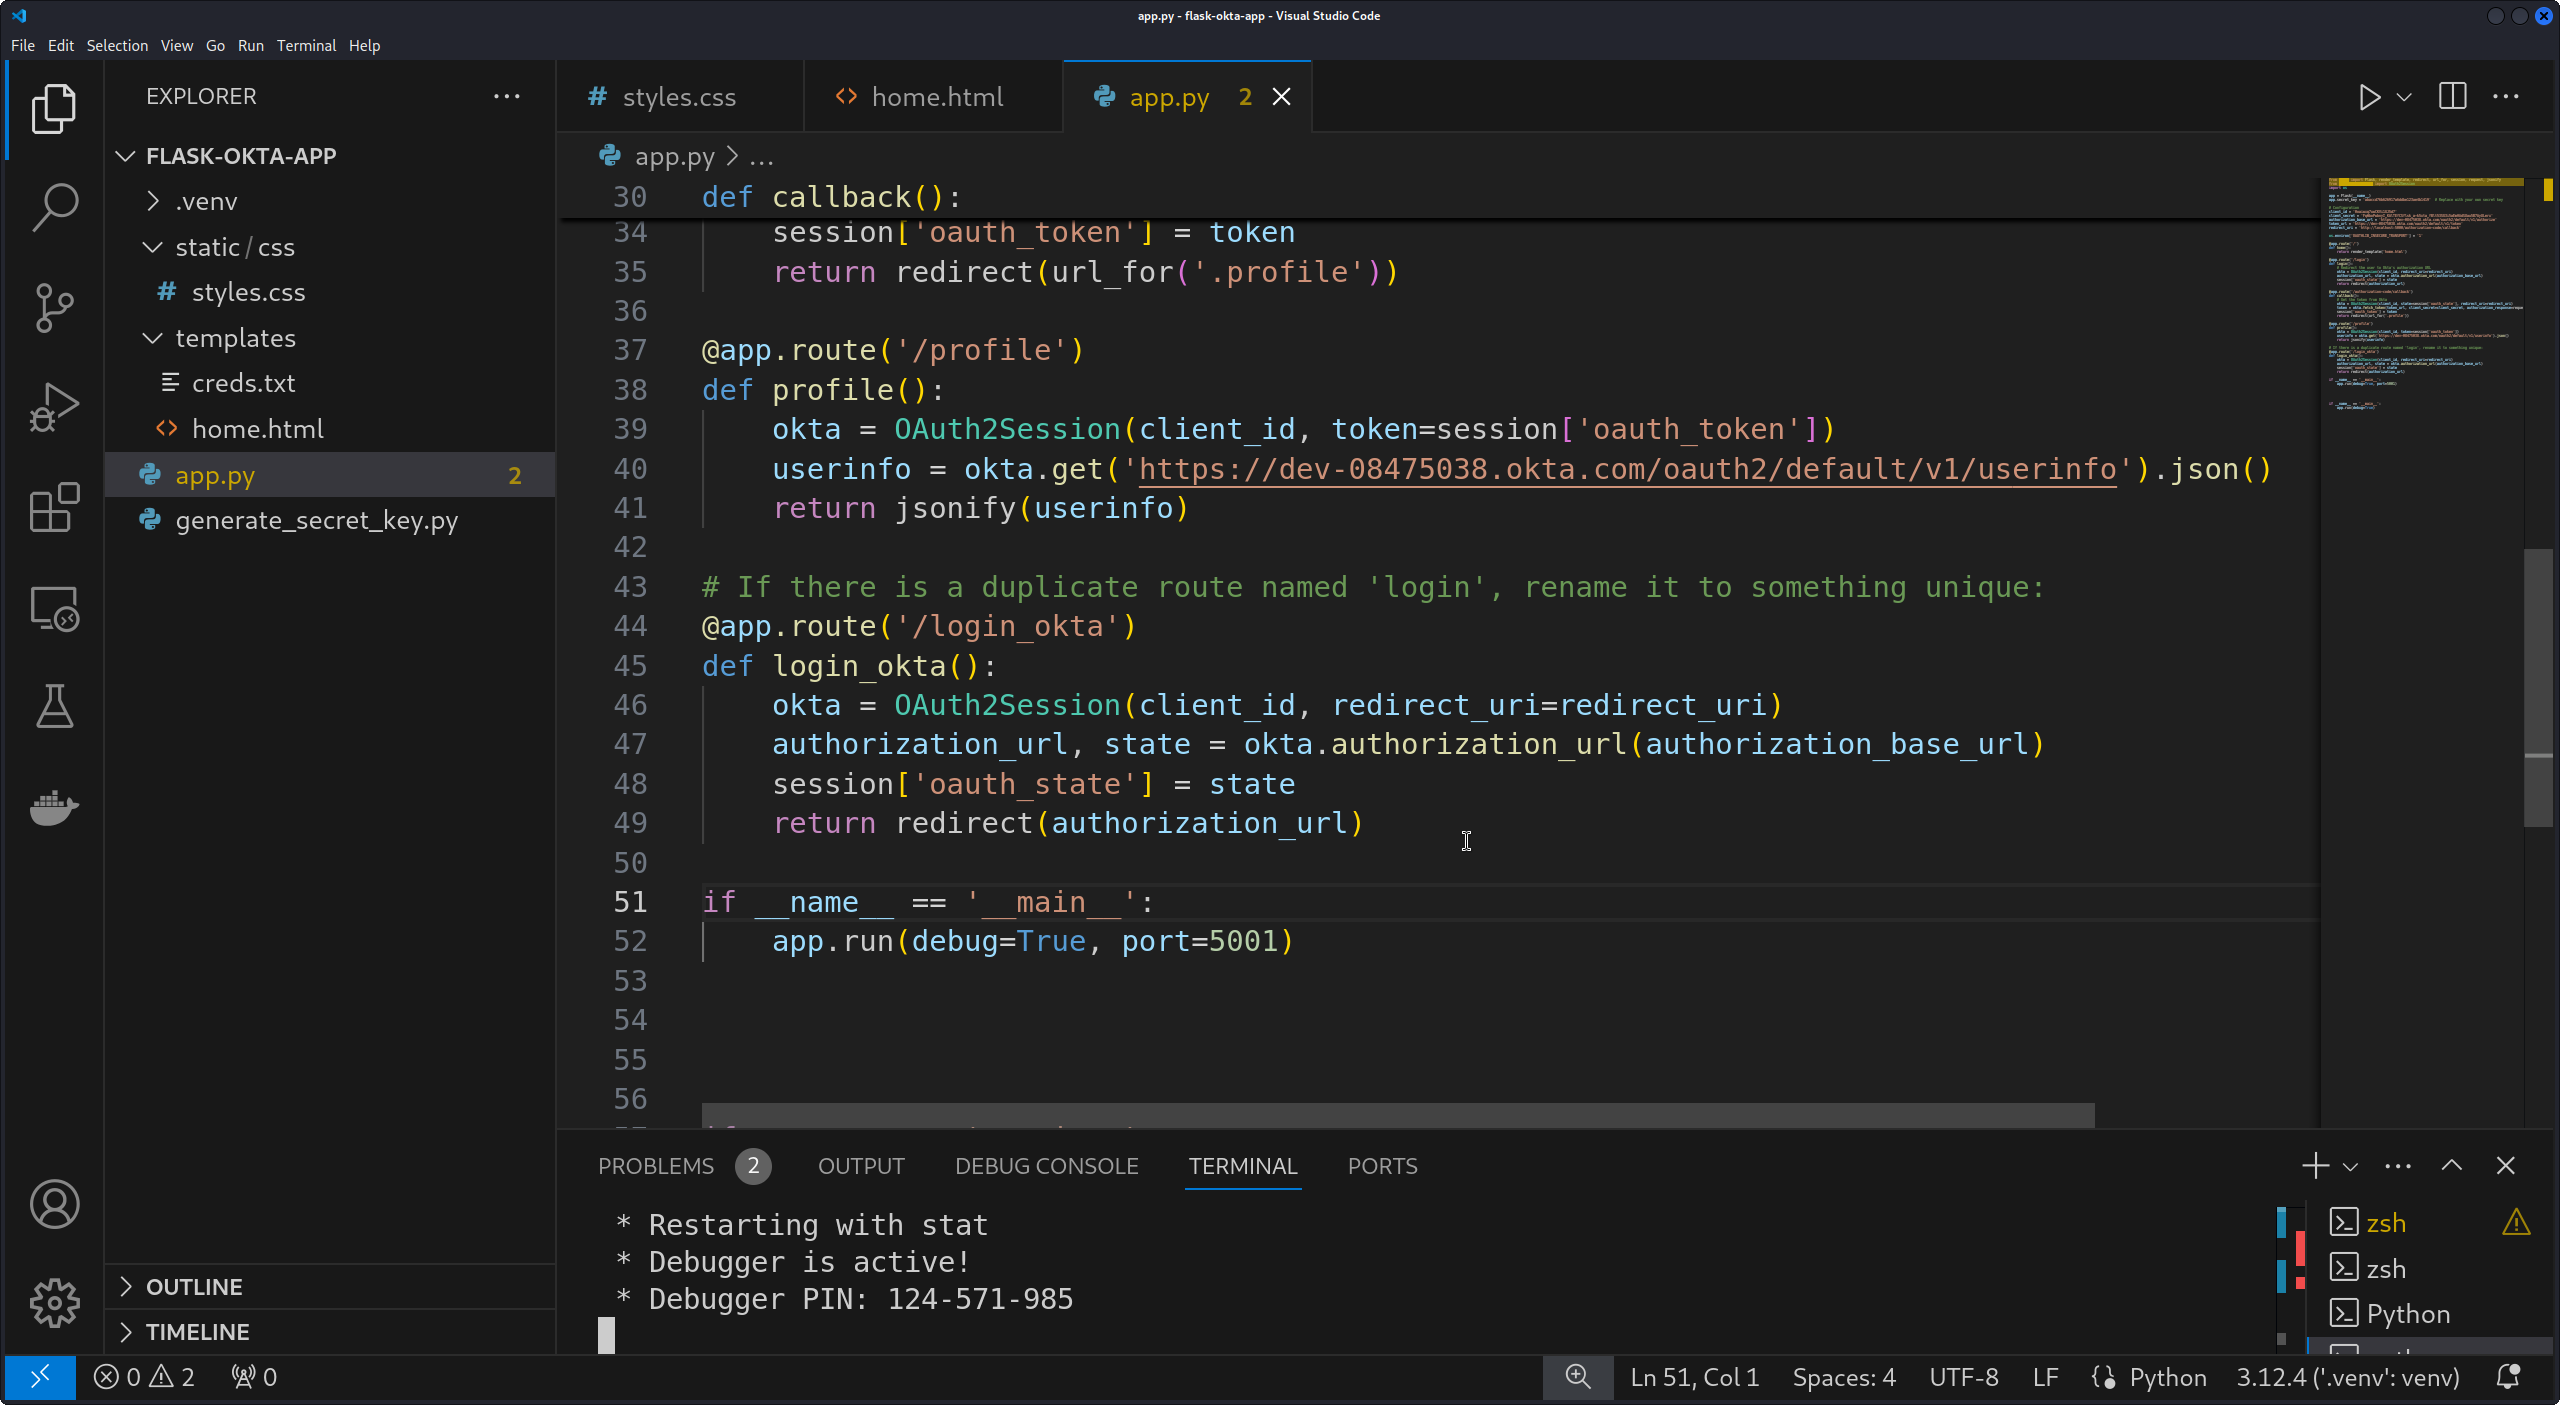 app.py - flask-okta-app - Visual Studio Code
File Edit Selection View Go Run Terminal Help
EXPLORER
FLASK-OKTA-APP
.venv
static/css
# styles.css
templates
creds.txt
<> home.html
app.py 2
generate_secret_key.py
OUTLINE
TIMELINE
# styles.css <> home.html app.py 2
app.py > ...
30 def callback():
34 session['oauth_token'] = token
35 return redirect(url_for('.profile'))
36
37 @app.route('/profile')
38 def profile():
39 okta = OAuth2Session(client_id, token=session['oauth_token'])
40 userinfo = okta.get('https://dev-08475038.okta.com/oauth2/default/v1/userinfo').json()
41 return jsonify(userinfo)
42
43 # If there is a duplicate route named 'login', rename it to something unique:
44 @app.route('/login_okta')
45 def login_okta():
46 okta = OAuth2Session(client_id, redirect_uri=redirect_uri)
47 authorization_url, state = okta.authorization_url(authorization_base_url)
48 session['oauth_state'] = state
49 return redirect(authorization_url)
50
51 if __name__ == '__main__':
52 app.run(debug=True, port=5001)
53
54
55
56
PROBLEMS 2 OUTPUT DEBUG CONSOLE TERMINAL PORTS
* Restarting with stat
* Debugger is active!
* Debugger PIN: 124-571-985
zsh
zsh
Python
0 2 0 Ln 51, Col 1 Spaces: 4 UTF-8 LF Python 3.12.4 ('.venv': venv)